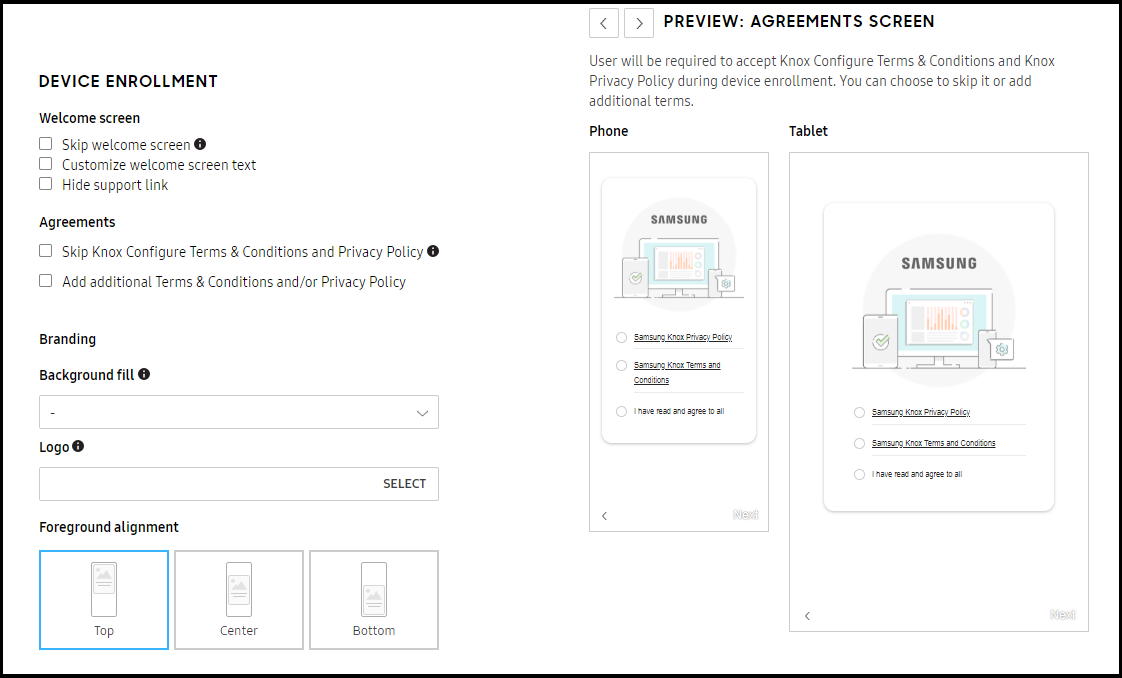 DEVICE ENROLLMENT
Welcome screen
Skip welcome screen
Customize welcome screen text
Hide support link
Agreements
Skip Knox Configure Terms & Conditions and Privacy Policy
Add additional Terms & Conditions and/or Privacy Policy
Branding
Background fill
-
Logo
SELECT
Foreground alignment
Top
Center
Bottom
PREVIEW: AGREEMENTS SCREEN
User will be required to accept Knox Configure Terms & Conditions and Knox
Privacy Policy during device enrollment. You can choose to skip it or add
additional terms.
Phone
SAMSUNG
Samsung Knox Privacy Policy
Samsung Knox Terms and
Conditions
I have read and agree to all
Next
Tablet
SAMSUNG
Samsung Knox Privacy Policy
Samsung Knox Terms and Conditions
I have read and agree to all
Next